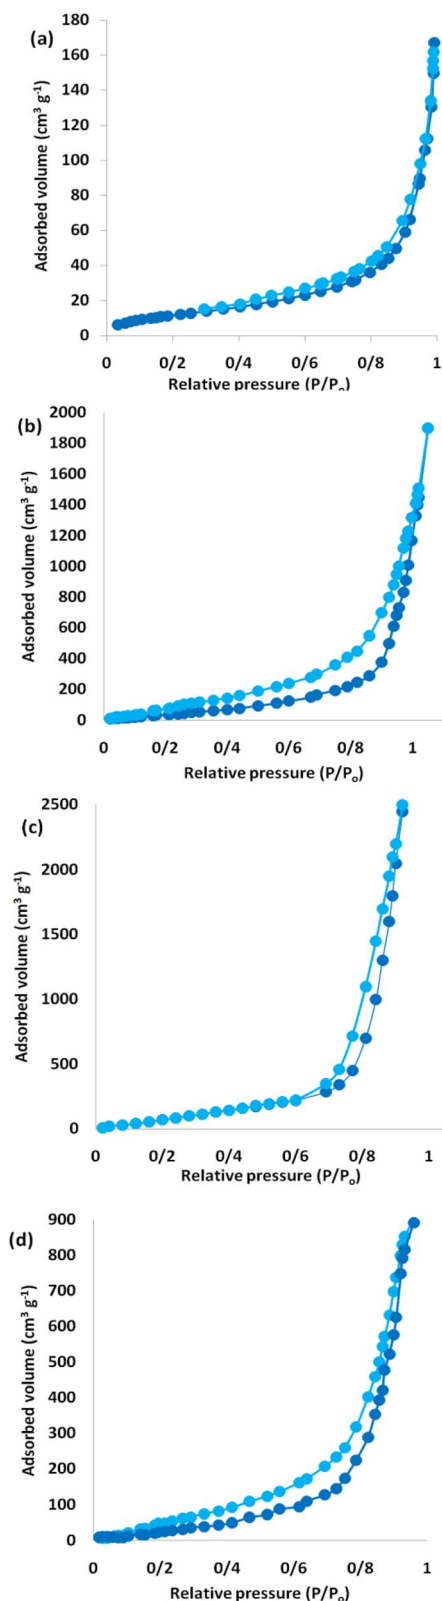 (a)
180
160
140
120
100
80
60
40
20
0
Adsorbed volume (cm³ g⁻¹)
0 0/2 0/4 0/6 0/8 1
Relative pressure (P/Pₒ)
(b)
2000
1800
1600
1400
1200
1000
800
600
400
200
0
Adsorbed volume (cm³ g⁻¹)
0 0/2 0/4 0/6 0/8 1
Relative pressure (P/Pₒ)
(c)
2500
2000
1500
1000
500
0
Adsorbed volume (cm³ g⁻¹)
0 0/2 0/4 0/6 0/8 1
Relative pressure (P/Pₒ)
(d)
900
800
700
600
500
400
300
200
100
0
Adsorbed volume (cm³ g⁻¹)
0 0/2 0/4 0/6 0/8 1
Relative pressure (P/Pₒ)